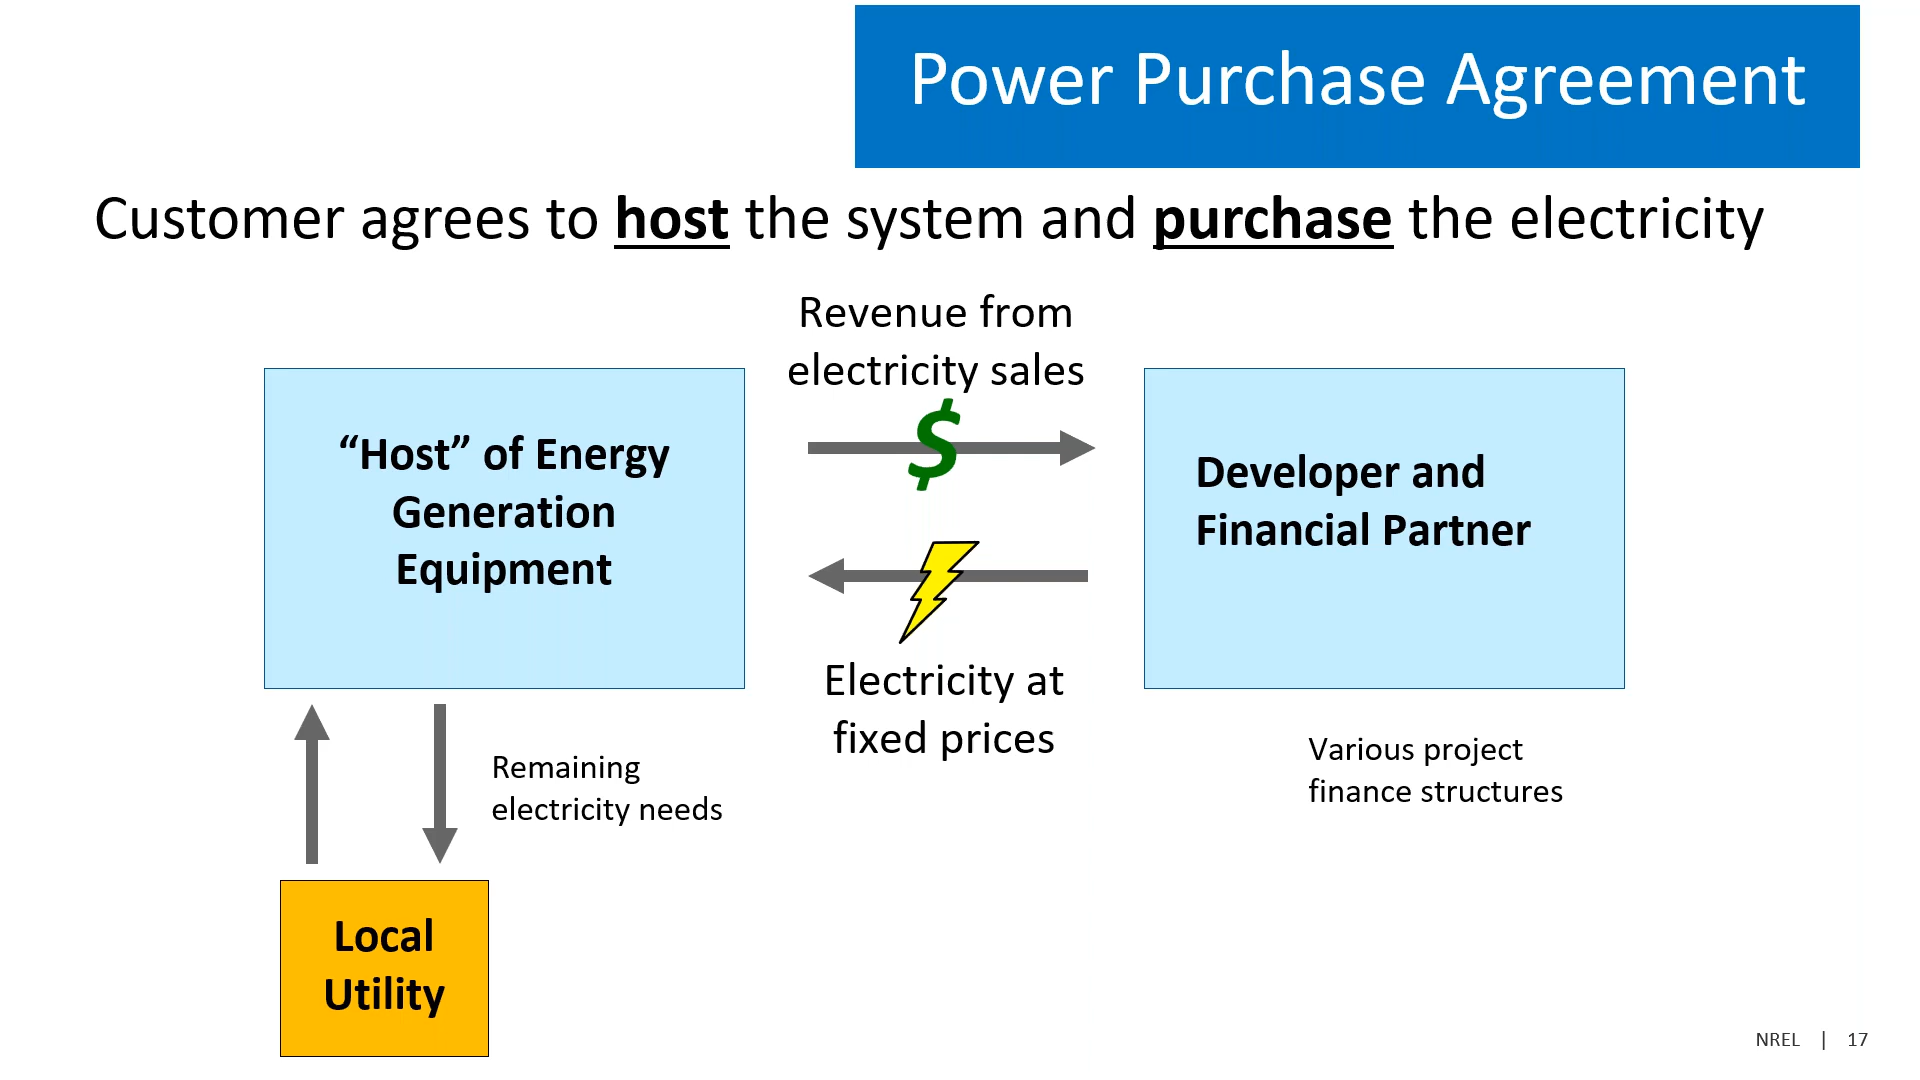 Power Purchase Agreement
Customer agrees to host the system and purchase the electricity
Revenue from
electricity sales
$
“Host” of Energy
Generation
Equipment
Developer and
Financial Partner
Electricity at
fixed prices
Remaining
electricity needs
Various project
finance structures
Local
Utility
NREL | 17